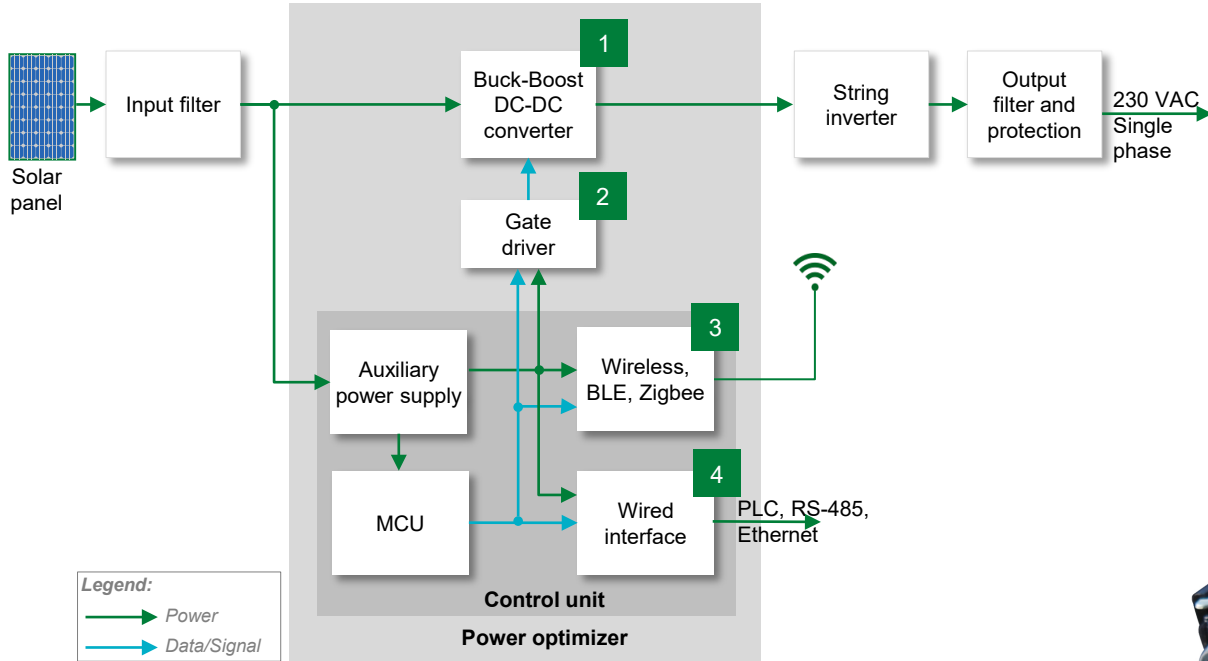 1
Buck-Boost
DC-DC
converter
Input filter
String
inverter
Output
filter and
protection
230 VAC
Single
phase
Solar
panel
2
Gate
driver
3
Auxiliary
power supply
Wireless,
BLE, Zigbee
4
MCU
Wired
interface
PLC, RS-485,
Ethernet
Legend:
Power
Data/Signal
Control unit
Power optimizer